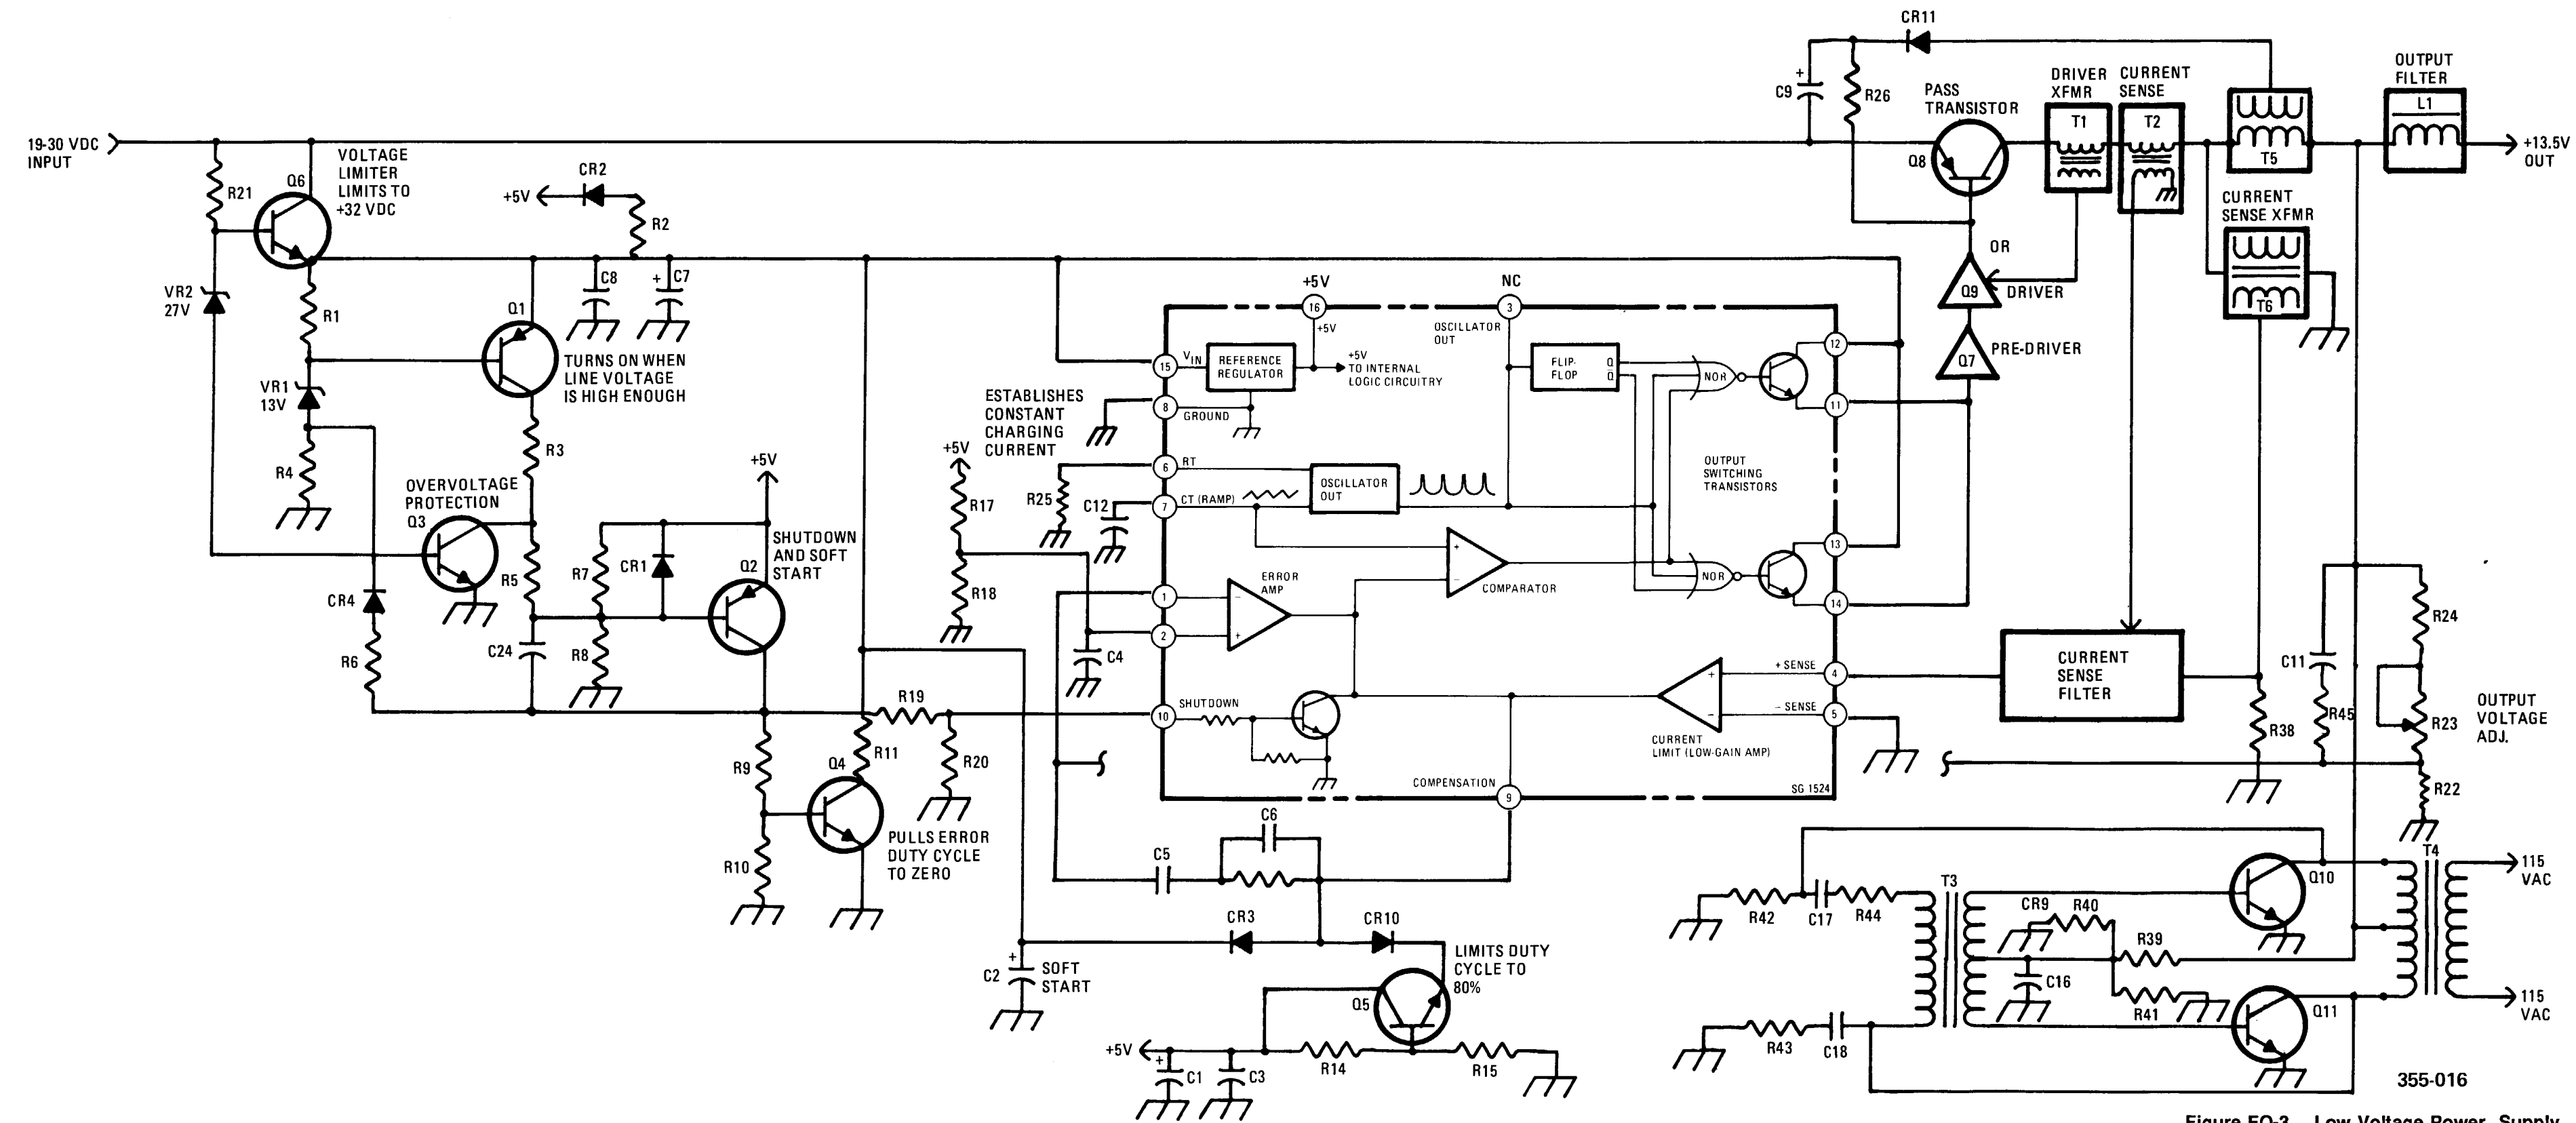 CR11
OUTPUT
FILTER
L1
C9
+
R26
PASS
TRANSISTOR
DRIVER
XFMR
CURRENT
SENSE
T1
T2
T5
19-30 VDC
INPUT
+13.5V
OUT
Q8
R21
Q6
VOLTAGE
LIMITER
LIMITS TO
+32 VDC
+5V
CR2
R2
CURRENT
SENSE XFMR
T6
OR
Q9
DRIVER
Q7
PRE-DRIVER
VR2
27V
R1
Q1
C8
+
C7
TURNS ON WHEN
LINE VOLTAGE
IS HIGH ENOUGH
VR1
13V
R4
R3
+5V
16
+5V
NC
3
OSCILLATOR
OUT
15
VIN
REFERENCE
REGULATOR
+5V
TO INTERNAL
LOGIC CIRCUITRY
FLIP-
FLOP
Q
Q̅
NOR
12
11
8
GROUND
ESTABLISHES
CONSTANT
CHARGING
CURRENT
+5V
R17
R18
R25
C12
6
RT
7
CT (RAMP)
OSCILLATOR
OUT
OUTPUT
SWITCHING
TRANSISTORS
13
NOR
14
OVERVOLTAGE
PROTECTION
Q3
R5
R7
CR1
+5V
SHUTDOWN
AND SOFT
START
Q2
CR4
R6
C24
R8
1
2
C4
ERROR
AMP
−
+
+
−
COMPARATOR
R24
C11
R45
R23
OUTPUT
VOLTAGE
ADJ.
R22
CURRENT
SENSE
FILTER
R38
+ SENSE
4
− SENSE
5
+
−
CURRENT
LIMIT (LOW-GAIN AMP)
SG 1524
10
SHUTDOWN
COMPENSATION
9
R19
R20
R11
R9
Q4
R10
PULLS ERROR
DUTY CYCLE
TO ZERO
C5
C6
CR3
CR10
C2
+
SOFT
START
LIMITS DUTY
CYCLE TO
80%
Q5
+5V
+
C1
C3
R14
R15
R42
C17
R44
T3
CR9
R40
R39
C16
R41
R43
C18
Q10
Q11
T4
115
VAC
115
VAC
355-016
Figure FO-3. Low Voltage Power Supply